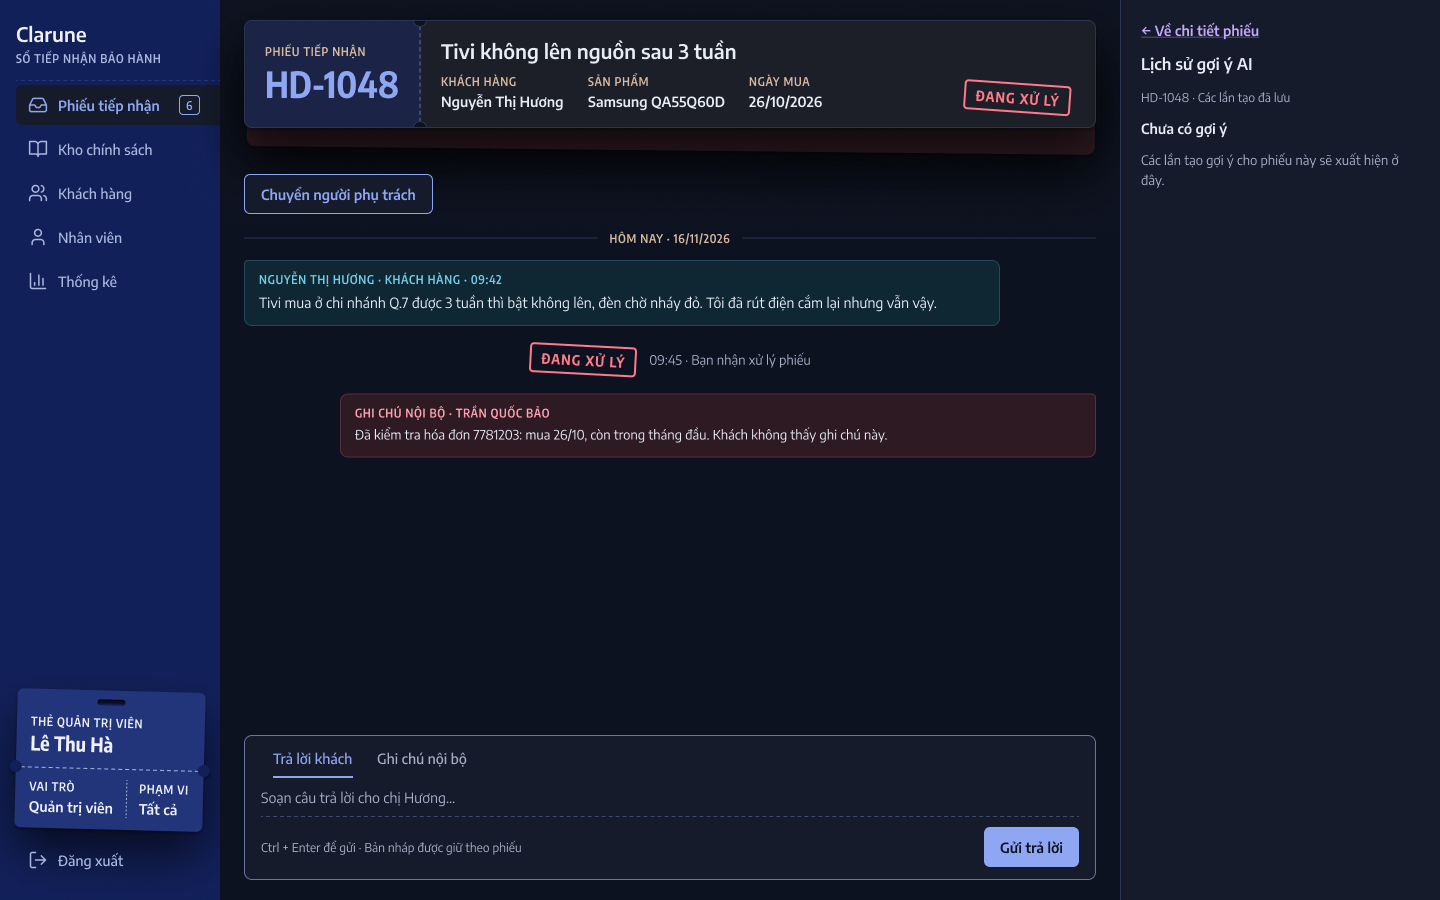 Clarune
SỔ TIẾP NHẬN BẢO HÀNH
Phiếu tiếp nhận 6
Kho chính sách
Khách hàng
Nhân viên
Thống kê
THẺ QUẢN TRỊ VIÊN
Lê Thu Hà
VAI TRÒ
Quản trị viên
PHẠM VI
Tất cả
Đăng xuất
PHIẾU TIẾP NHẬN
HD-1048
Tivi không lên nguồn sau 3 tuần
KHÁCH HÀNG
Nguyễn Thị Hương
SẢN PHẨM
Samsung QA55Q60D
NGÀY MUA
26/10/2026
ĐANG XỬ LÝ
Chuyển người phụ trách
HÔM NAY · 16/11/2026
NGUYỄN THỊ HƯƠNG · KHÁCH HÀNG · 09:42
Tivi mua ở chi nhánh Q.7 được 3 tuần thì bật không lên, đèn chờ nháy đỏ. Tôi đã rút điện cắm lại nhưng vẫn vậy.
ĐANG XỬ LÝ 09:45 · Bạn nhận xử lý phiếu
GHI CHÚ NỘI BỘ · TRẦN QUỐC BẢO
Đã kiểm tra hóa đơn 7781203: mua 26/10, còn trong tháng đầu. Khách không thấy ghi chú này.
Trả lời khách Ghi chú nội bộ
Soạn câu trả lời cho chị Hương...
Ctrl + Enter để gửi · Bản nháp được giữ theo phiếu
Gửi trả lời
← Về chi tiết phiếu
Lịch sử gợi ý AI
HD-1048 · Các lần tạo đã lưu
Chưa có gợi ý
Các lần tạo gợi ý cho phiếu này sẽ xuất hiện ở
đây.